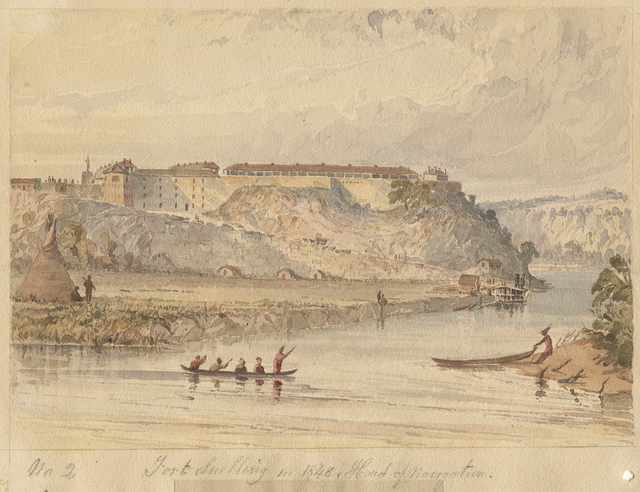 No 2 Fort Snelling in 1848. Head of Navigation.